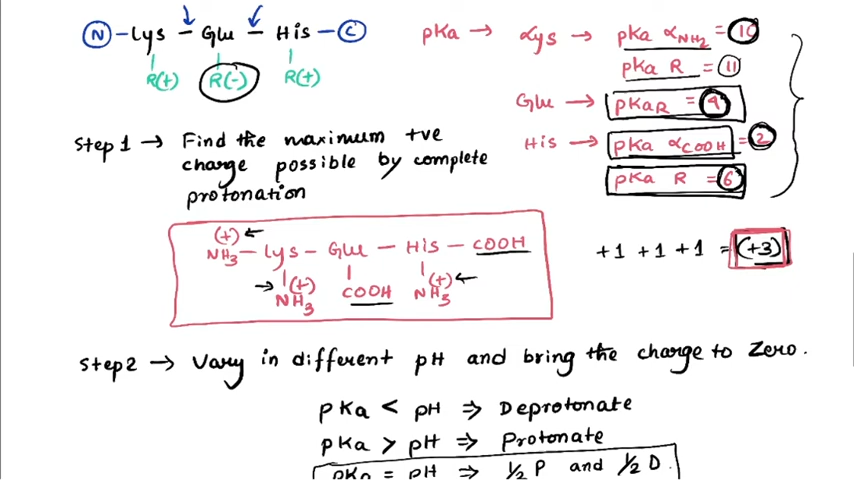 N - Lys - Glu - His - C
R(+) R(-) R(+)
pKa → Lys → pKa αNH₂ = 10
pKa R = 11
Glu → pKaR = 4
His → pKa αCOOH = 2
pKa R = 6
Step 1 → Find the maximum +ve
charge possible by complete
protonation
(+)
NH₃ - Lys - Glu - His - COOH
(+) (+)
NH₃ COOH NH₃
+1 +1 +1 = (+3)
Step 2 → Vary in different pH and bring the charge to Zero.
pKa < pH ⇒ Deprotonate
pKa > pH ⇒ Protonate
pKa = pH ⇒ 1/2 P and 1/2 D.